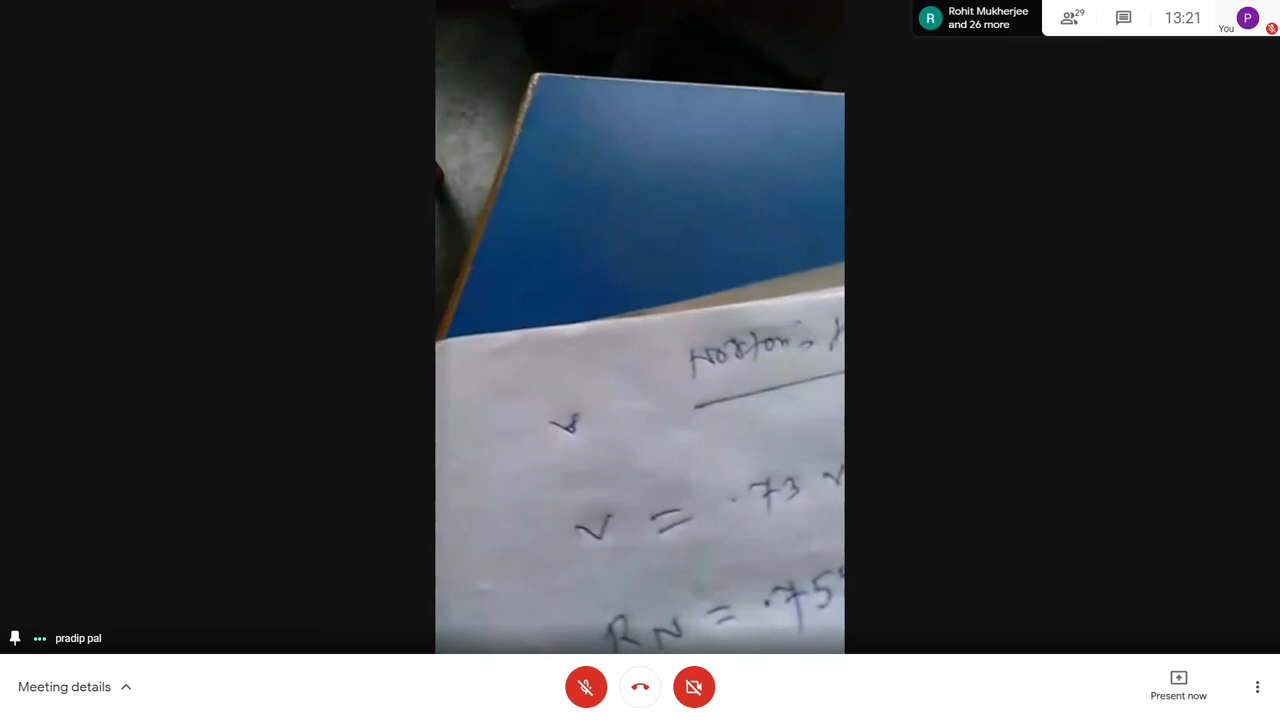 Rohit Mukherjee
and 26 more
29
13:21
R
You
P
Norton's
v
v = .73 v
RN = .75
pradip pal
Meeting details
Present now